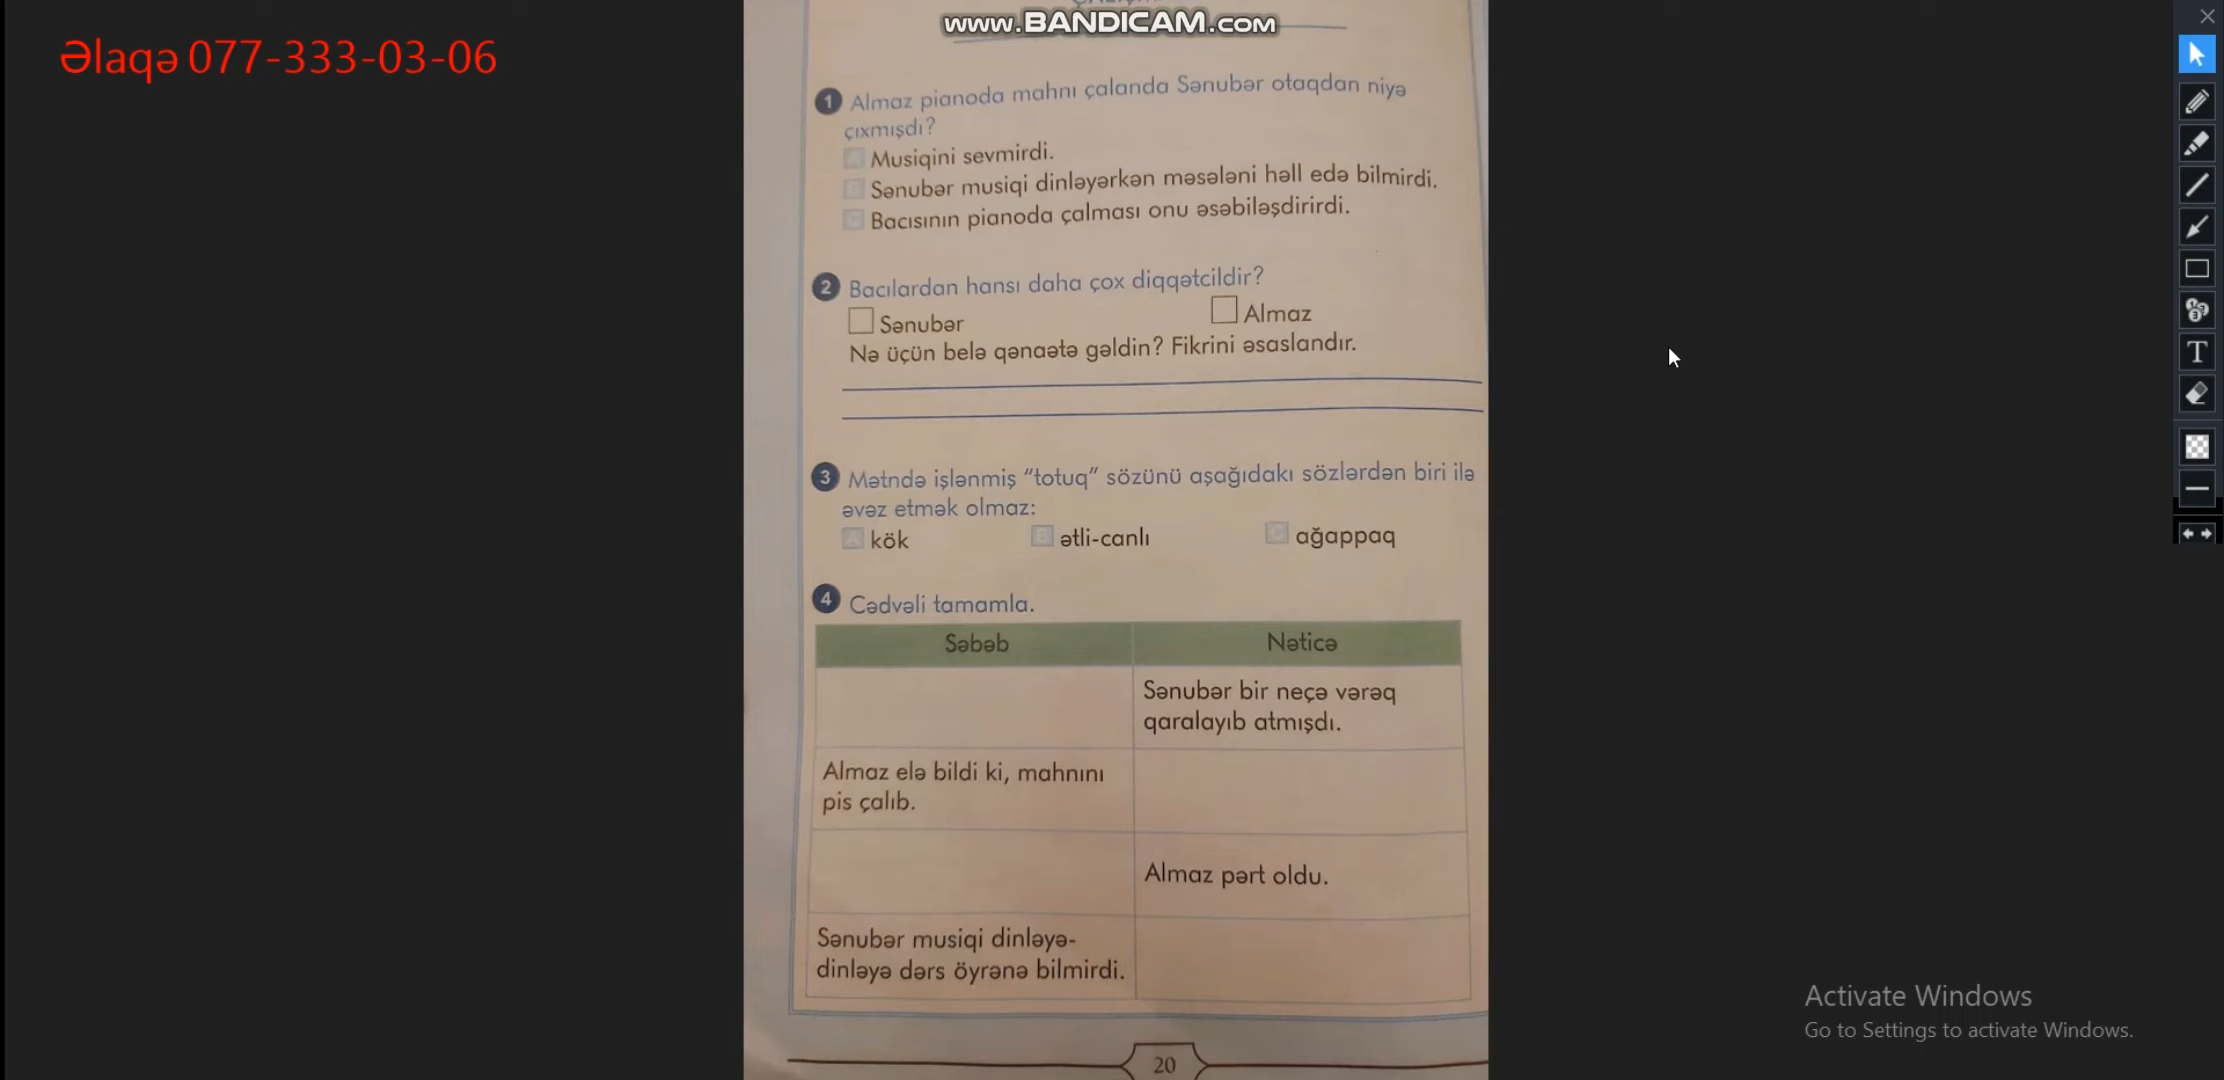 www.BANDICAM.COM
Əlaqə 077-333-03-06
1 Almaz pianoda mahnı çalanda Sənubər otaqdan niyə
çıxmışdı?
A Musiqini sevmirdi.
B Sənubər musiqi dinləyərkən məsələni həll edə bilmirdi.
C Bacısının pianoda çalması onu əsəbiləşdirirdi.
2 Bacılardan hansı daha çox diqqətcildir?
Sənubər Almaz
Nə üçün belə qənaətə gəldin? Fikrini əsaslandır.
3 Mətndə işlənmiş “totuq” sözünü aşağıdakı sözlərdən biri ilə
əvəz etmək olmaz:
A kök B ətli-canlı C ağappaq
4 Cədvəli tamamla.
Səbəb Nəticə
Sənubər bir neçə vərəq
qaralayıb atmışdı.
Almaz elə bildi ki, mahnını
pis çalıb.
Almaz pərt oldu.
Sənubər musiqi dinləyə-
dinləyə dərs öyrənə bilmirdi.
20
Activate Windows
Go to Settings to activate Windows.